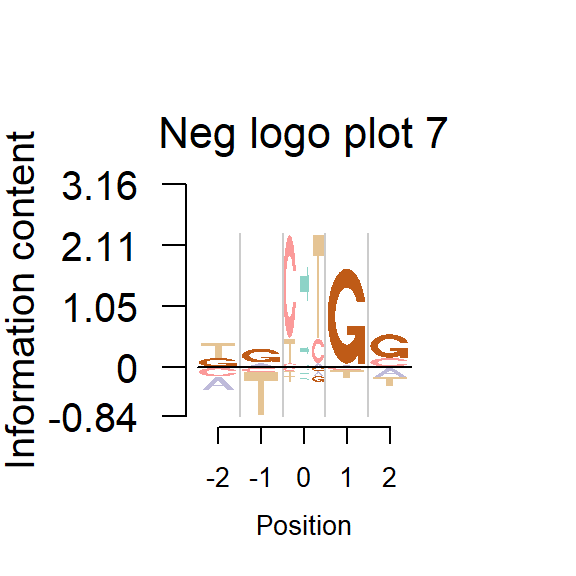 Neg logo plot 7
Information content
3.16
2.11
1.05
0
-0.84
C→T
T→C
G
G
T
G
C
A
G
A
T
T
G
C
A
T
-2 -1 0 1 2
Position